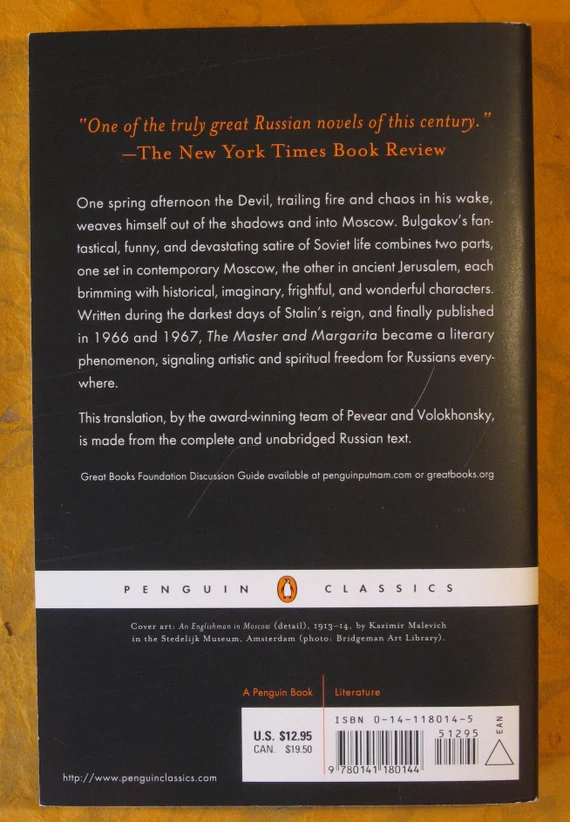 "One of the truly great Russian novels of this century."
—The New York Times Book Review
One spring afternoon the Devil, trailing fire and chaos in his wake,
weaves himself out of the shadows and into Moscow. Bulgakov's fan-
tastical, funny, and devastating satire of Soviet life combines two parts,
one set in contemporary Moscow, the other in ancient Jerusalem, each
brimming with historical, imaginary, frightful, and wonderful characters.
Written during the darkest days of Stalin's reign, and finally published
in 1966 and 1967, The Master and Margarita became a literary
phenomenon, signaling artistic and spiritual freedom for Russians every-
where.
This translation, by the award-winning team of Pevear and Volokhonsky,
is made from the complete and unabridged Russian text.
Great Books Foundation Discussion Guide available at penguinputnam.com or greatbooks.org
PENGUIN CLASSICS
Cover art: An Englishman in Moscow (detail), 1913–14, by Kazimir Malevich
in the Stedelijk Museum, Amsterdam (photo: Bridgeman Art Library).
A Penguin Book Literature
ISBN 0-14-118014-5
U.S. $12.95
CAN. $19.50
51295
EAN
9 780141 180144
http://www.penguinclassics.com